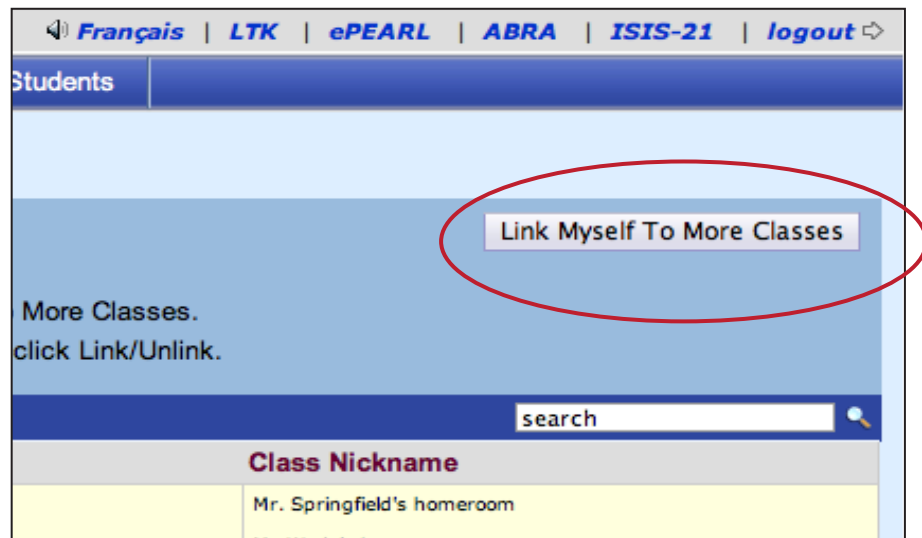 Français | LTK | ePEARL | ABRA | ISIS-21 | logout
Students
Link Myself To More Classes
More Classes.
click Link/Unlink.
search
Class Nickname
Mr. Springfield's homeroom